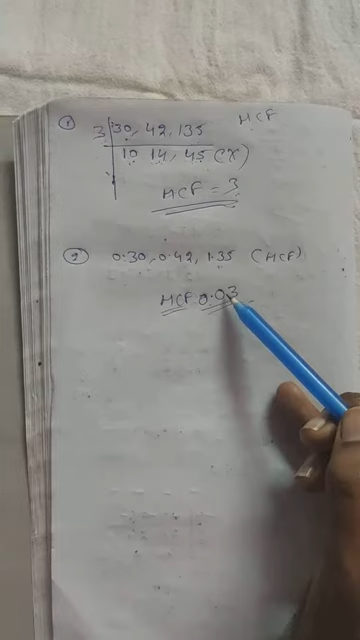 ① 30, 42, 135 HCF
3
10 14, 45 (X)
HCF = 3
② 0.30, 0.42, 1.35 (HCF)
HCF 0.03